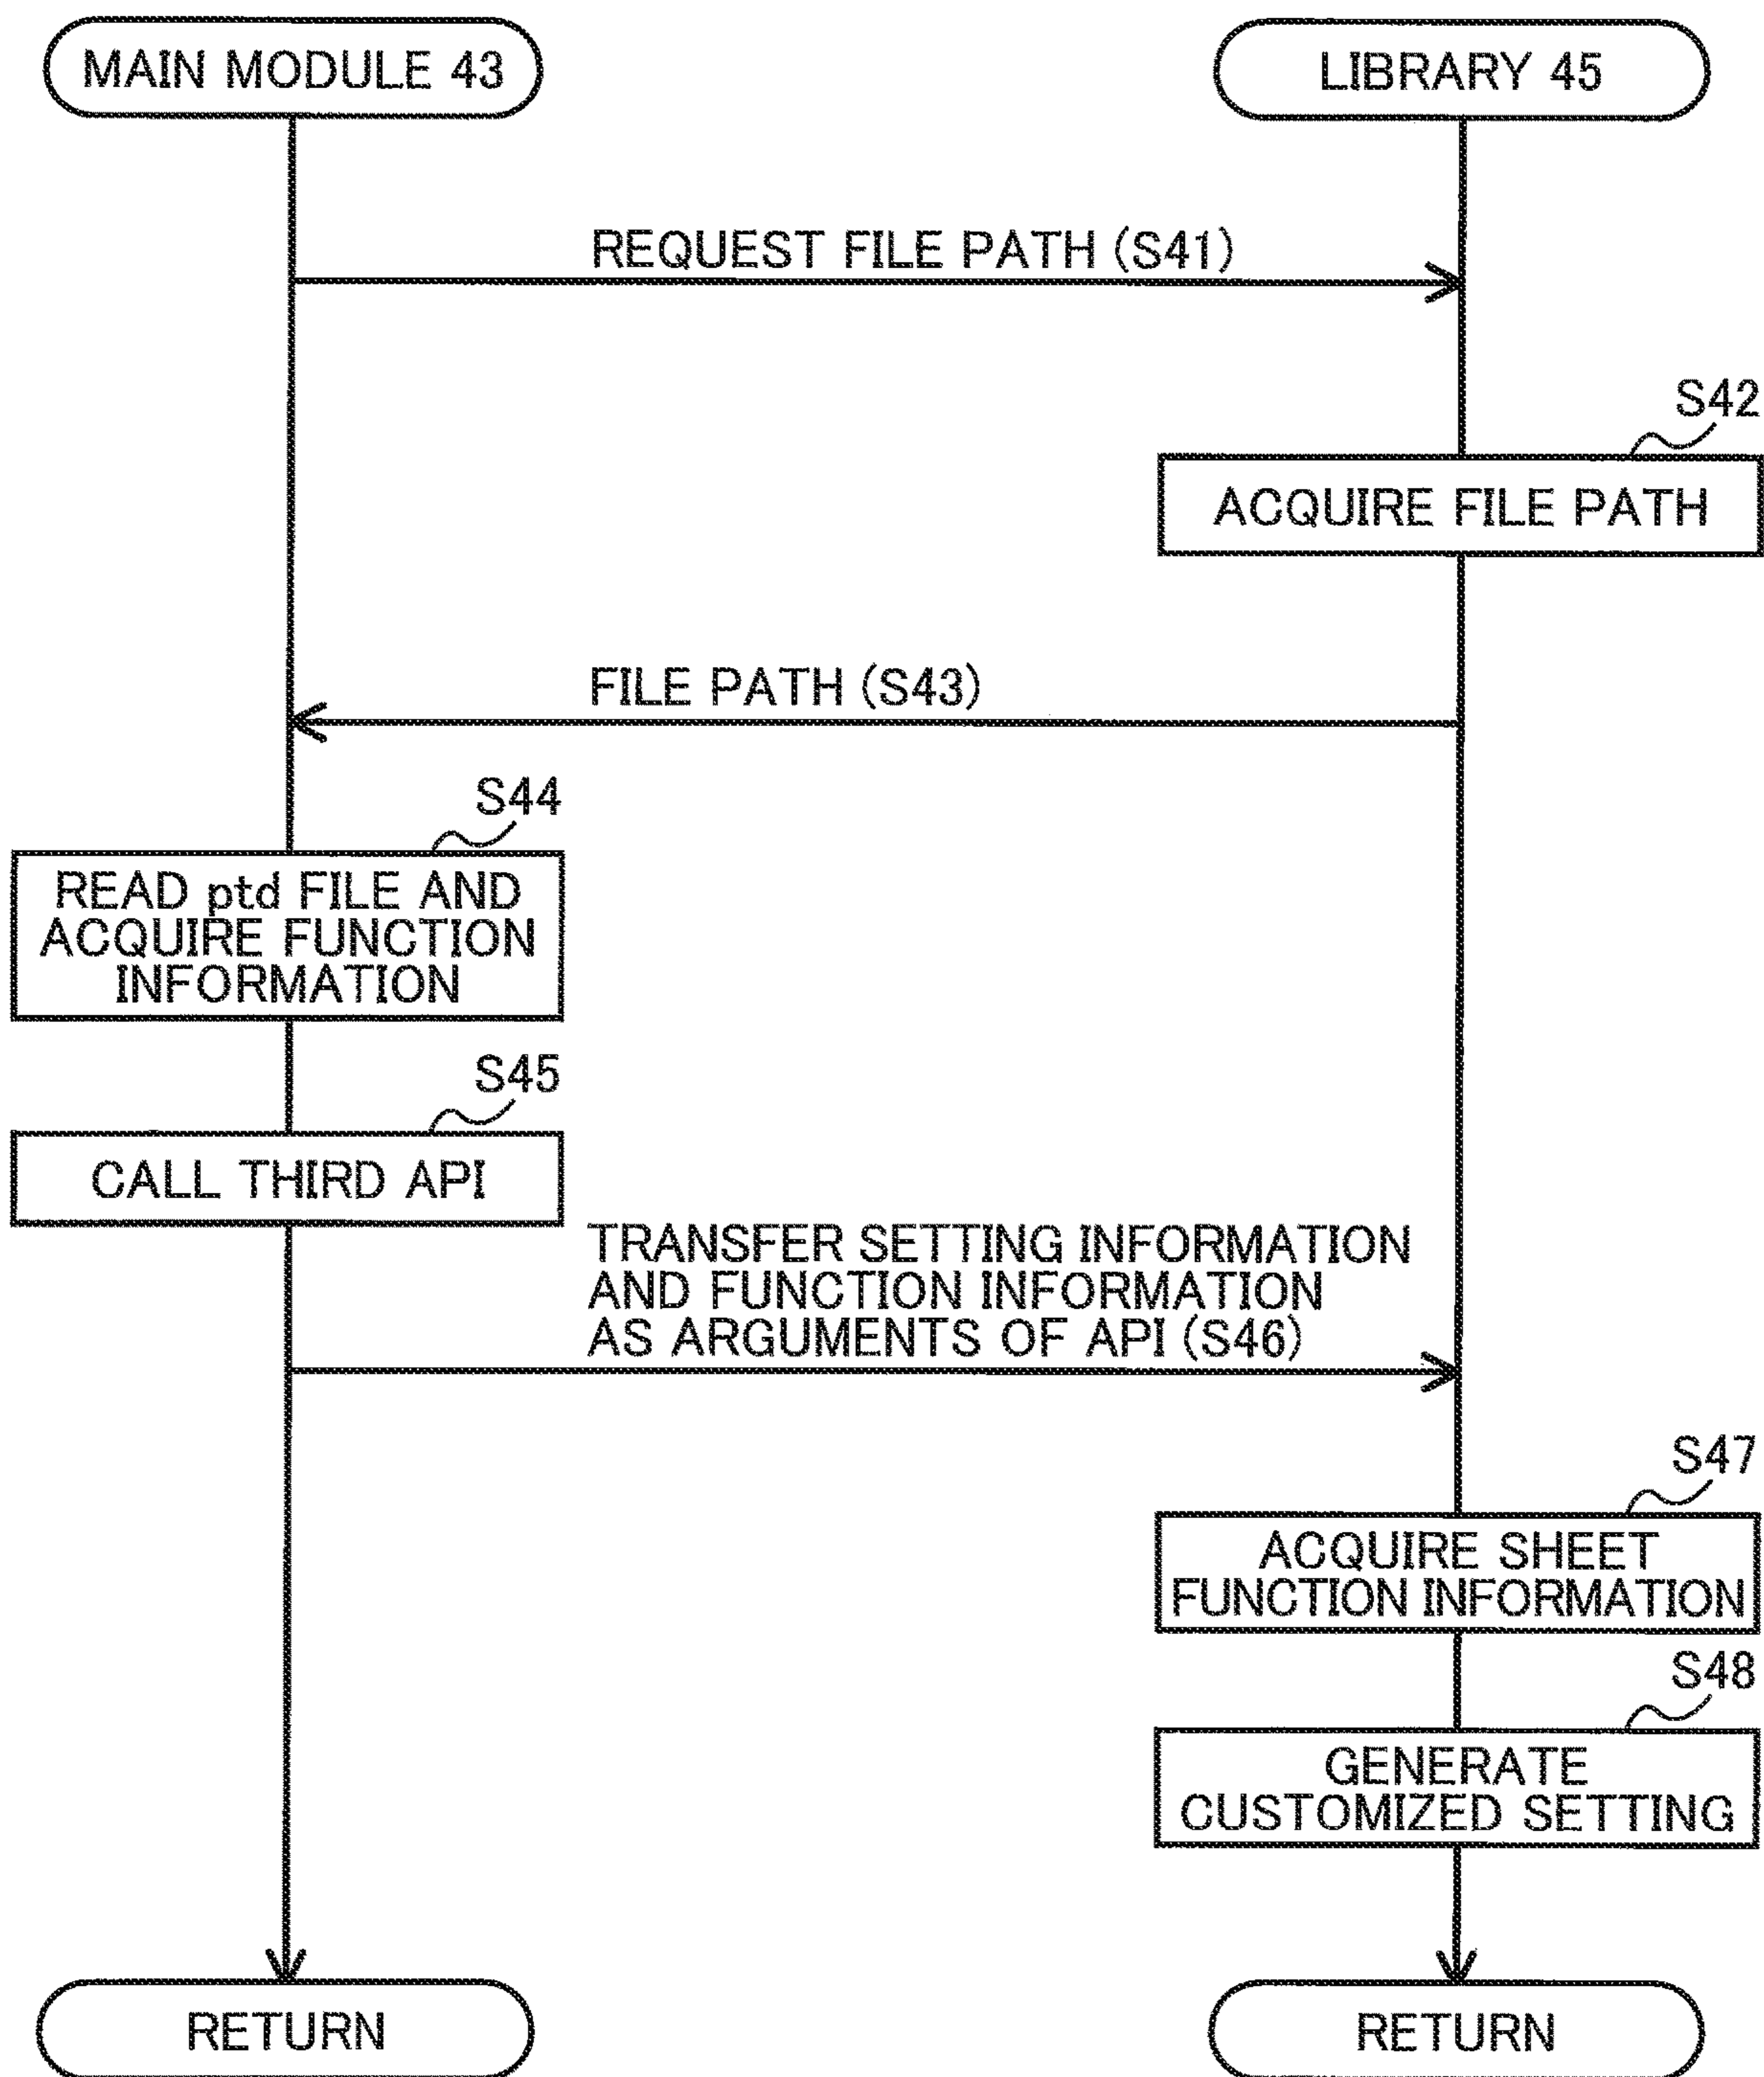 MAIN MODULE 43
LIBRARY 45
REQUEST FILE PATH (S41)
S42
ACQUIRE FILE PATH
FILE PATH (S43)
S44
READ ptd FILE AND
ACQUIRE FUNCTION
INFORMATION
S45
CALL THIRD API
TRANSFER SETTING INFORMATION
AND FUNCTION INFORMATION
AS ARGUMENTS OF API (S46)
S47
ACQUIRE SHEET
FUNCTION INFORMATION
S48
GENERATE
CUSTOMIZED SETTING
RETURN
RETURN